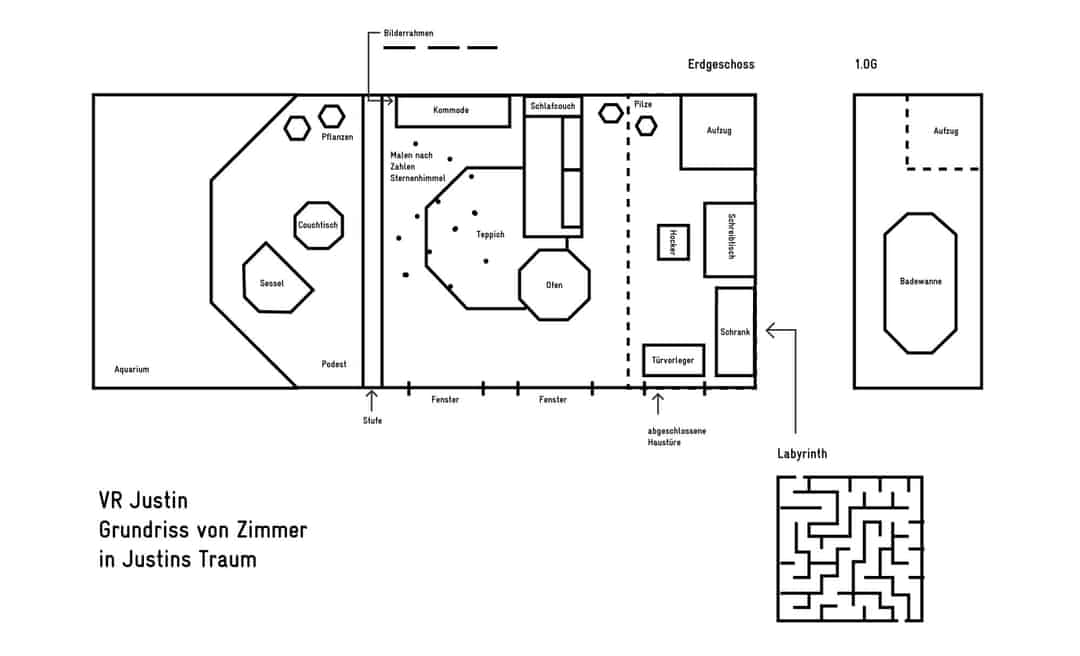 Bilderrahmen
Erdgeschoss
1.OG
Kommode
Schlafcouch
Pilze
Aufzug
Aufzug
Pflanzen
Malen nach
Zahlen
Sternenhimmel
Couchtisch
Teppich
Hocker
Schreibtisch
Sessel
Ofen
Badewanne
Schrank
Aquarium
Podest
Türvorleger
Fenster
Fenster
Stufe
abgeschlossene
Haustüre
Labyrinth
VR Justin
Grundriss von Zimmer
in Justins Traum